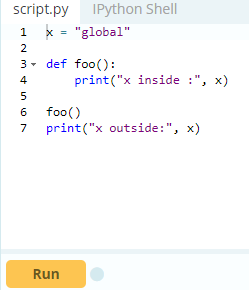 script.py IPython Shell
1 x = "global"
2
3 def foo():
4     print("x inside :", x)
5
6 foo()
7 print("x outside:", x)
Run